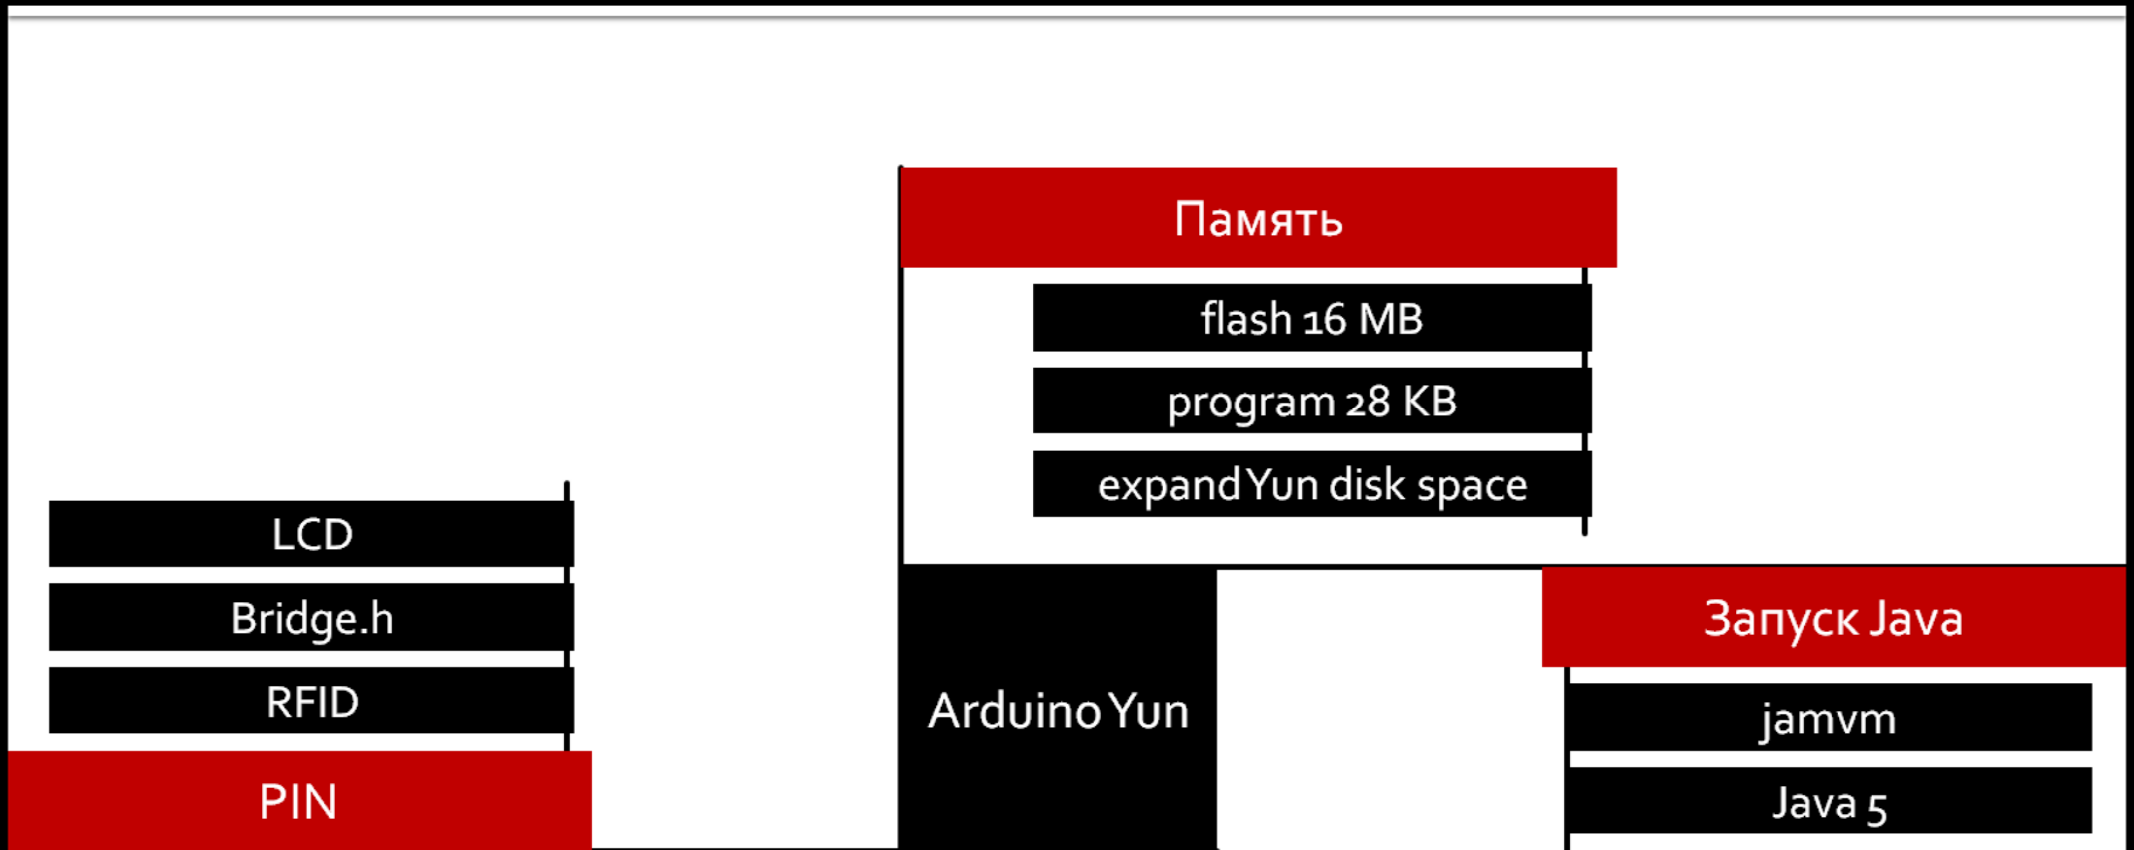 Память
flash 16 MB
program 28 KB
expand Yun disk space
LCD
Bridge.h
RFID
PIN
Arduino Yun
Запуск Java
jamvm
Java 5